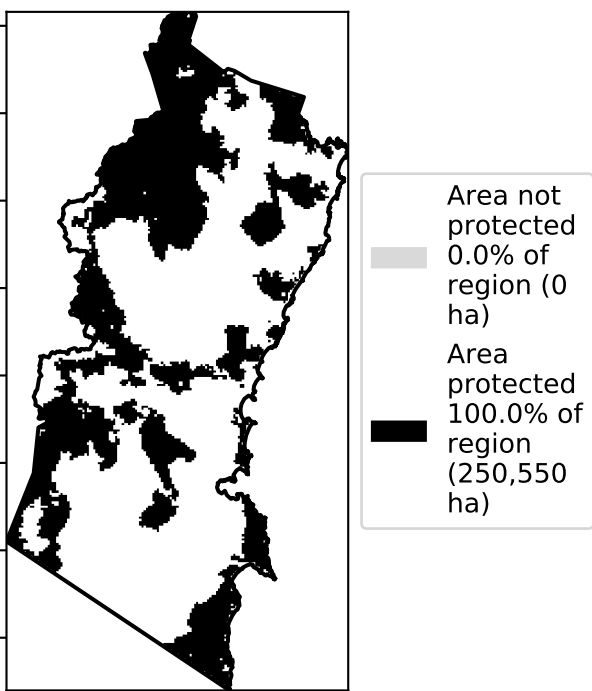 Area not
protected
0.0% of
region (0
ha)
Area
protected
100.0% of
region
(250,550
ha)